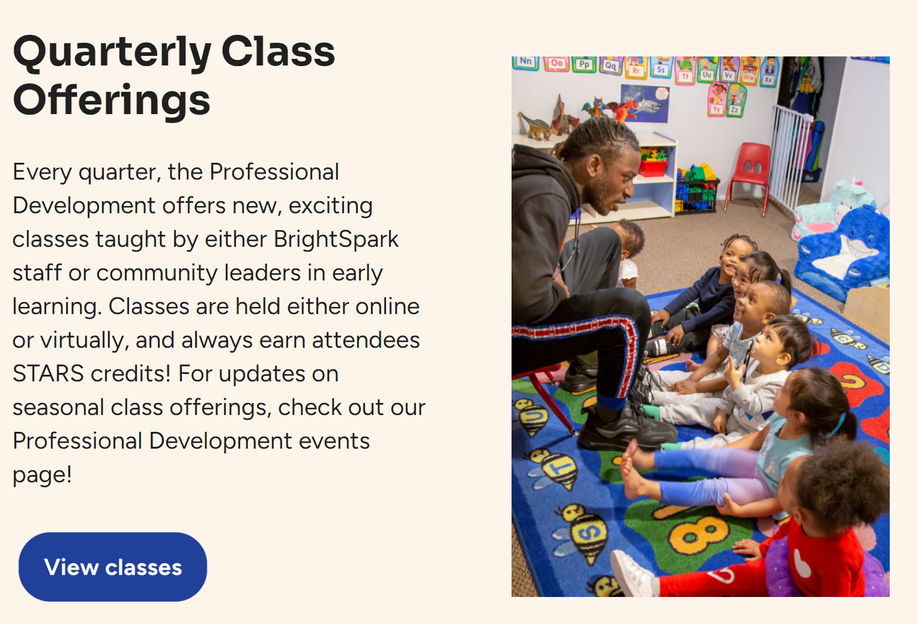 Quarterly Class
Offerings
Every quarter, the Professional
Development offers new, exciting
classes taught by either BrightSpark
staff or community leaders in early
learning. Classes are held either online
or virtually, and always earn attendees
STARS credits! For updates on
seasonal class offerings, check out our
Professional Development events
page!
View classes
Nn Oo Pp Qq Rr Ss Tt Uu Vv Ww Xx
Yy Zz
2
U
T
8
S